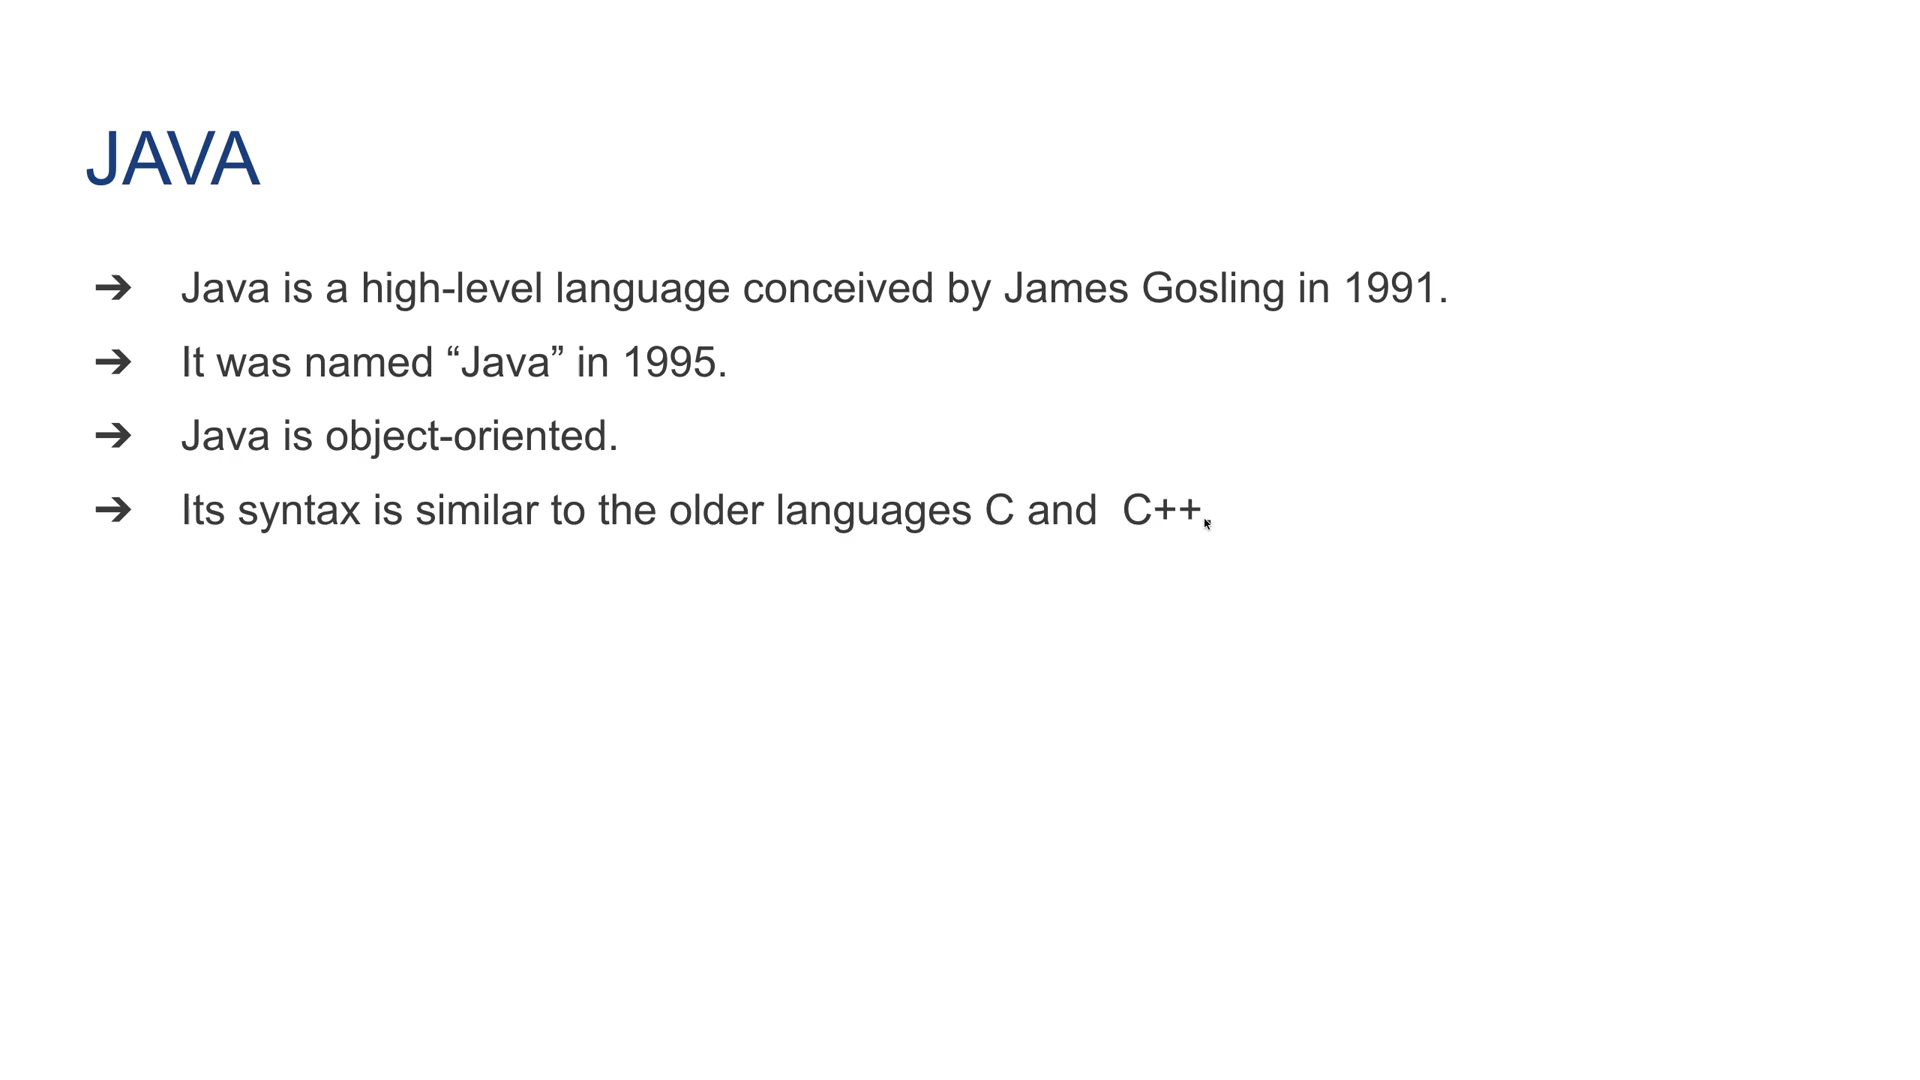 JAVA
➔ Java is a high-level language conceived by James Gosling in 1991.
➔ It was named “Java” in 1995.
➔ Java is object-oriented.
➔ Its syntax is similar to the older languages C and  C++.